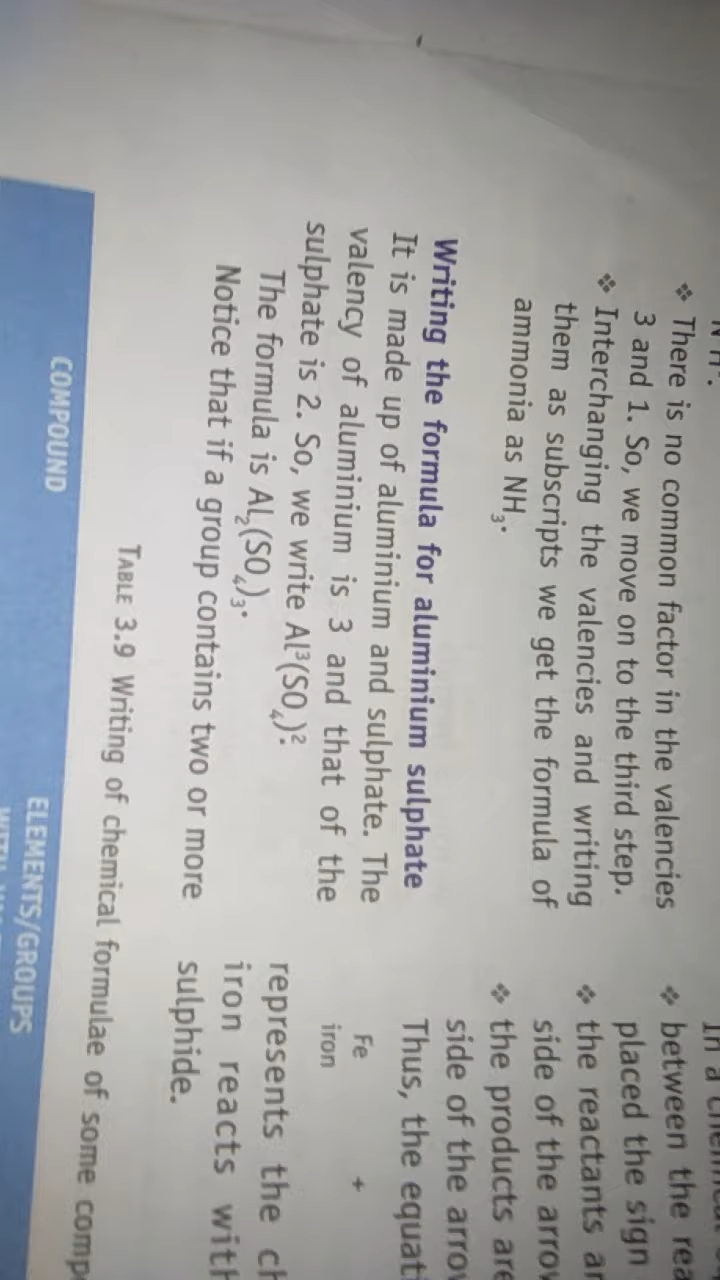 ❖ There is no common factor in the valencies
3 and 1. So, we move on to the third step.
❖ Interchanging the valencies and writing
them as subscripts we get the formula of
ammonia as NH₃.
Writing the formula for aluminium sulphate
It is made up of aluminium and sulphate. The
valency of aluminium is 3 and that of the
sulphate is 2. So, we write Al³(SO₄)².
The formula is AL₂(SO₄)₃.
Notice that if a group contains two or more
❖ between the rea
placed the sign
❖ the reactants ar
side of the arrow
❖ the products are
side of the arrow
Thus, the equati
Fe +
iron
represents the ch
iron reacts with
sulphide.
TABLE 3.9 Writing of chemical formulae of some comp
COMPOUND ELEMENTS/GROUPS